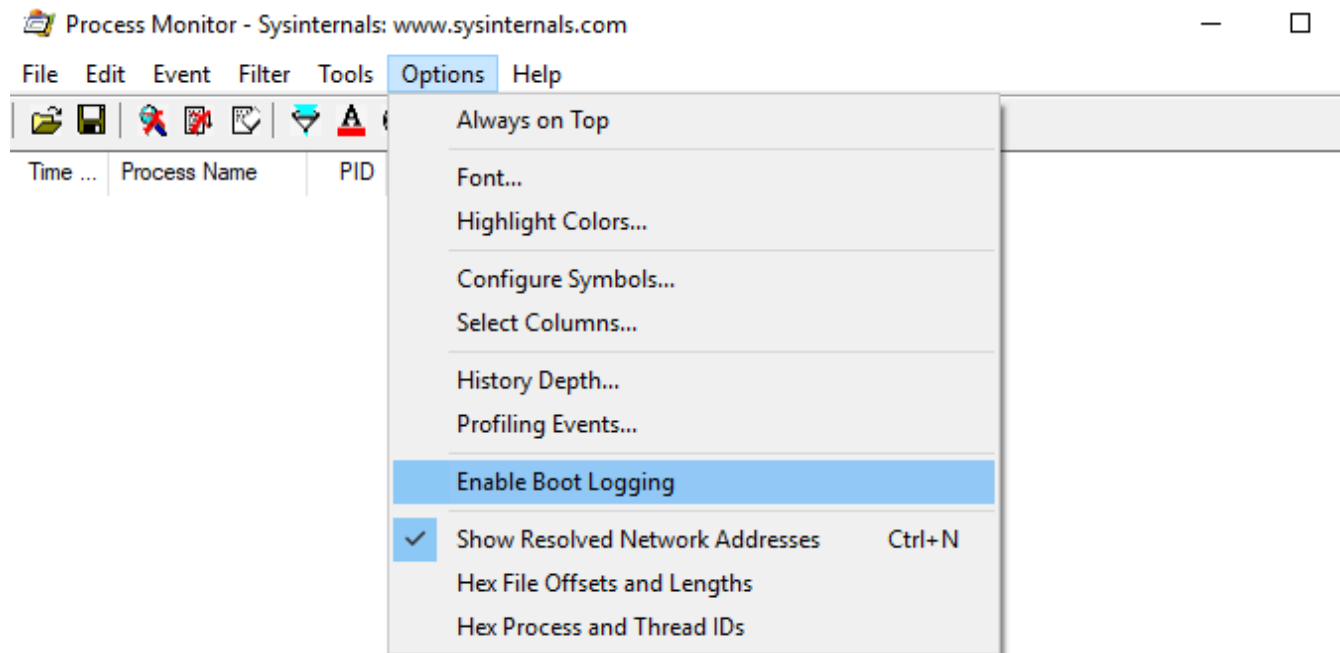 Process Monitor - Sysinternals: www.sysinternals.com
File Edit Event Filter Tools Options Help
Time ... Process Name PID
Always on Top
Font...
Highlight Colors...
Configure Symbols...
Select Columns...
History Depth...
Profiling Events...
Enable Boot Logging
Show Resolved Network Addresses Ctrl+N
Hex File Offsets and Lengths
Hex Process and Thread IDs